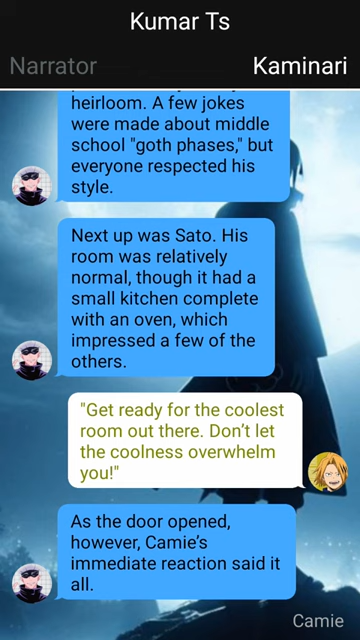 Kumar Ts
Narrator
Kaminari
heirloom. A few jokes
were made about middle
school "goth phases," but
everyone respected his
style.
Next up was Sato. His
room was relatively
normal, though it had a
small kitchen complete
with an oven, which
impressed a few of the
others.
"Get ready for the coolest
room out there. Don’t let
the coolness overwhelm
you!"
As the door opened,
however, Camie’s
immediate reaction said it
all.
Camie